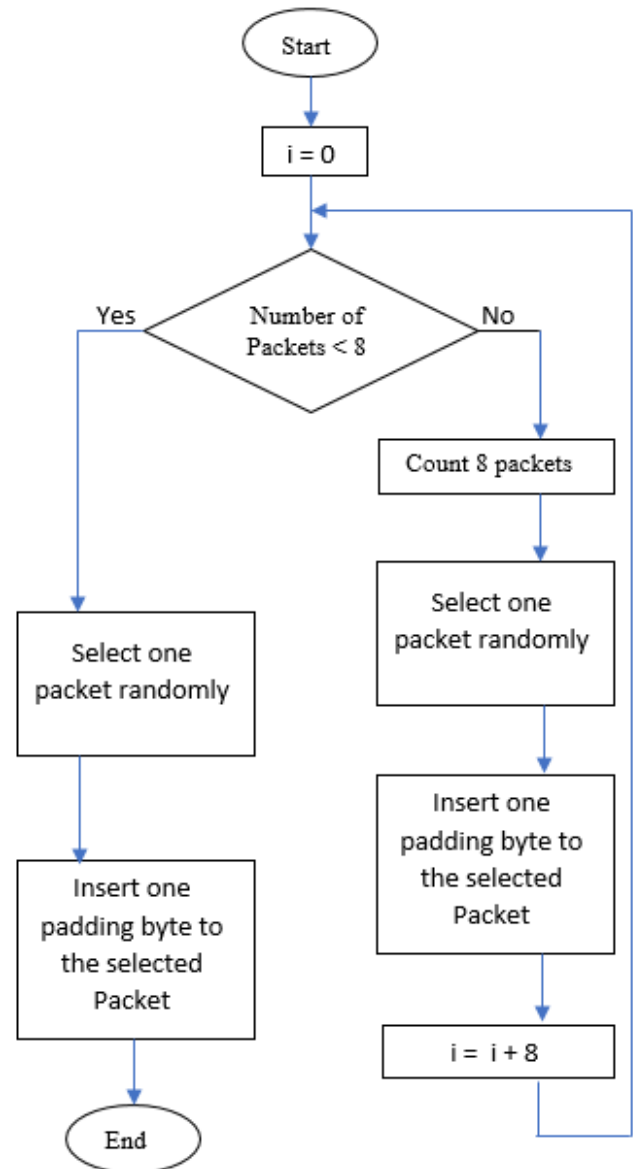 Start
i = 0
Yes
Number of
Packets < 8
No
Count 8 packets
Select one
packet randomly
Select one
packet randomly
Insert one
padding byte to
the selected
Packet
Insert one
padding byte to
the selected
Packet
i = i + 8
End